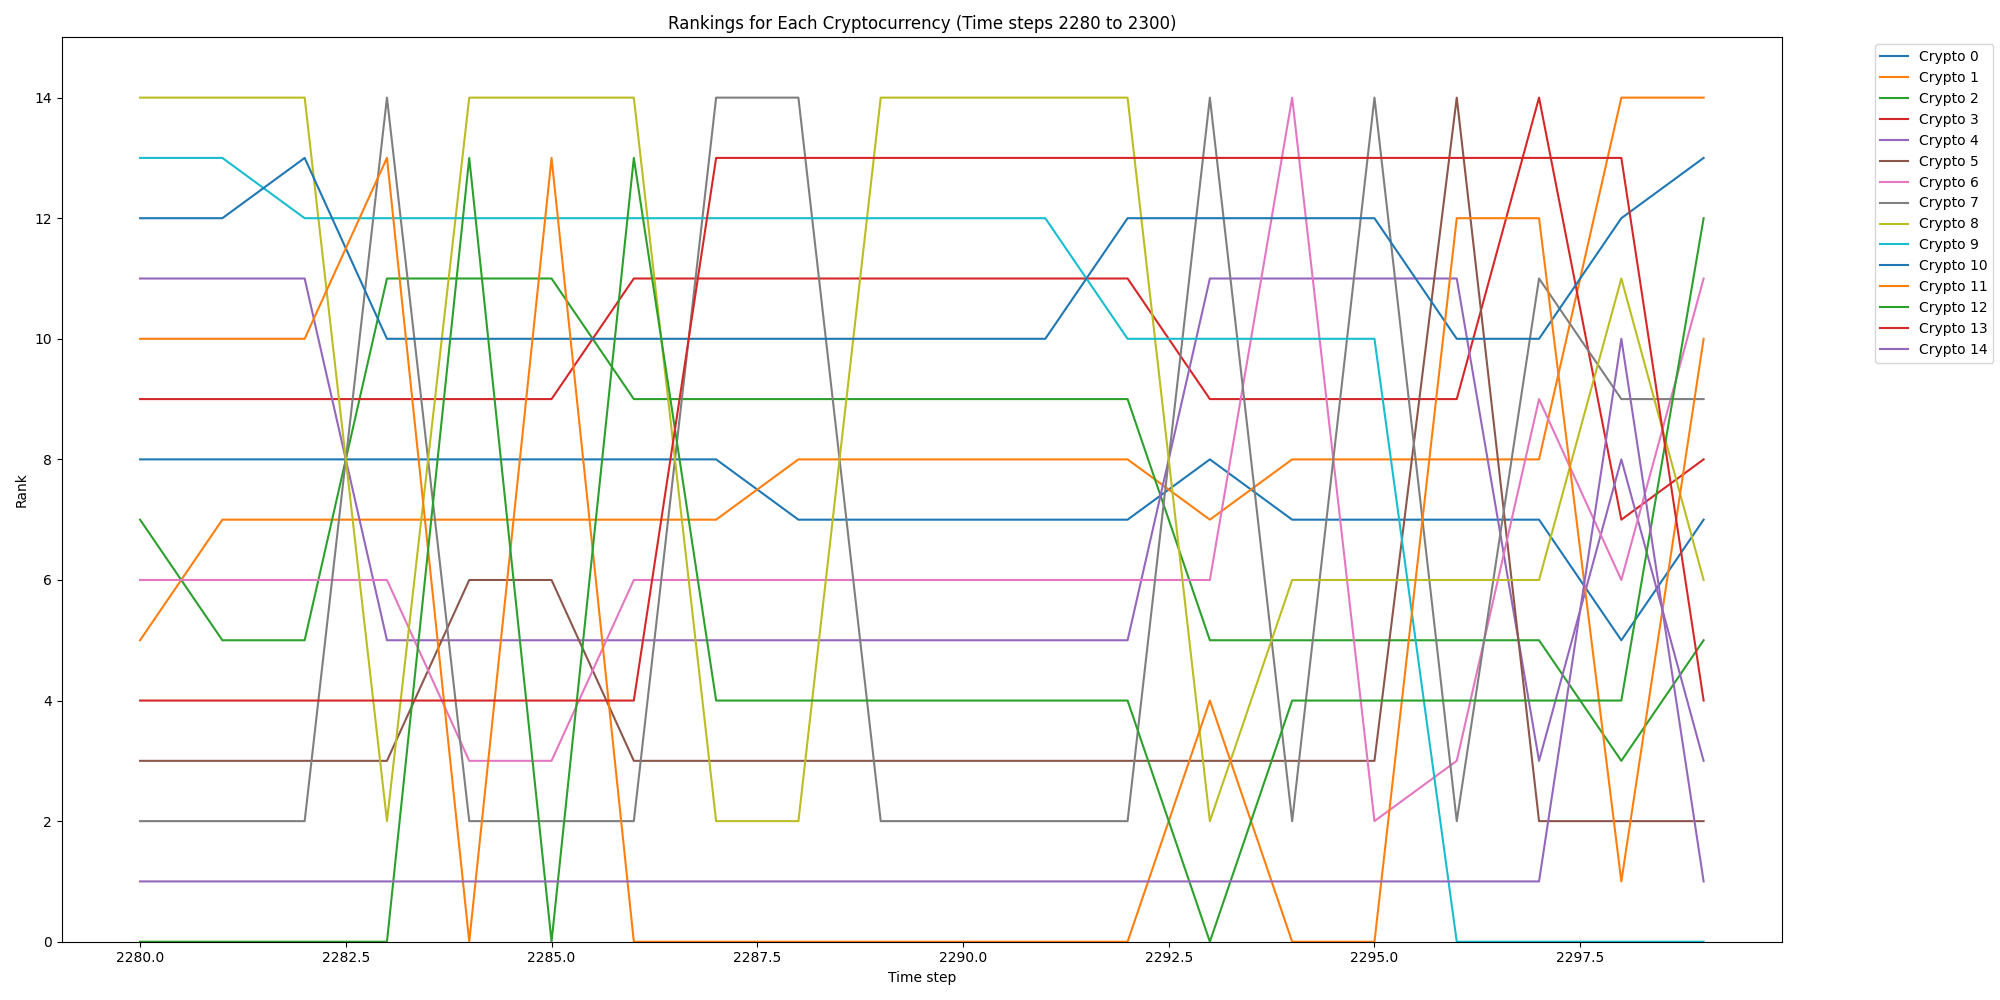 Rankings for Each Cryptocurrency (Time steps 2280 to 2300)
Rank
14
12
10
8
6
4
2
0
2280.0
2282.5
2285.0
2287.5
2290.0
2292.5
2295.0
2297.5
Time step
Crypto 0
Crypto 1
Crypto 2
Crypto 3
Crypto 4
Crypto 5
Crypto 6
Crypto 7
Crypto 8
Crypto 9
Crypto 10
Crypto 11
Crypto 12
Crypto 13
Crypto 14